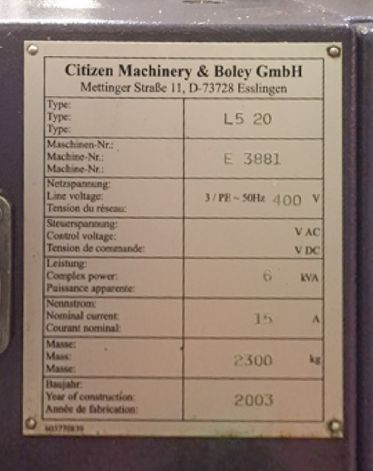 Citizen Machinery & Boley GmbH
Mettinger Straße 11, D-73728 Esslingen
Type:
Type: L5 20
Type:
Maschinen-Nr.:
Machine-Nr.: E 3881
Machine-Nr.:
Netzspannung:
Line voltage: 3 / PE ~ 50Hz 400 V
Tension du réseau:
Steuerspannung:
Control voltage: V AC
Tension de commande: V DC
Leistung:
Complex power: 6 kVA
Puissance apparente:
Nennstrom:
Nominal current: 15 A
Courant nominal:
Masse:
Mass: 2300 kg
Masse:
Baujahr:
Year of construction: 2003
Année de fabrication: